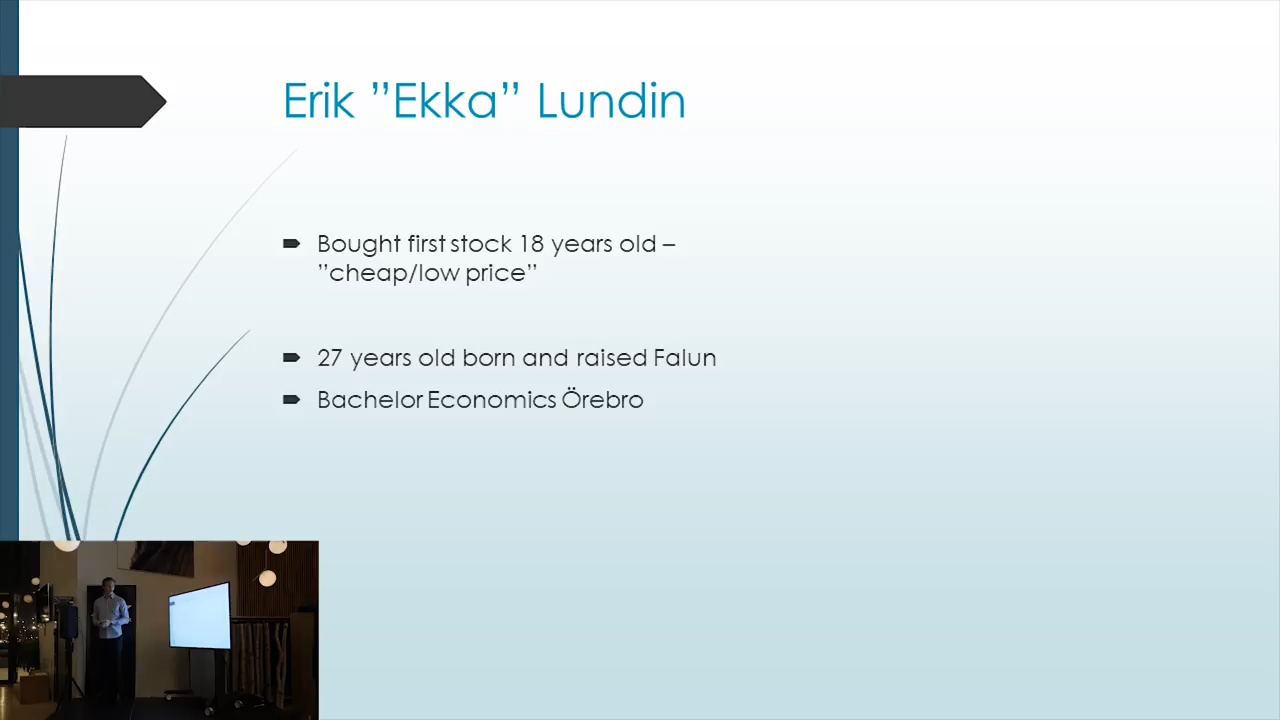 Erik ”Ekka” Lundin
Bought first stock 18 years old –
”cheap/low price”
27 years old born and raised Falun
Bachelor Economics Örebro